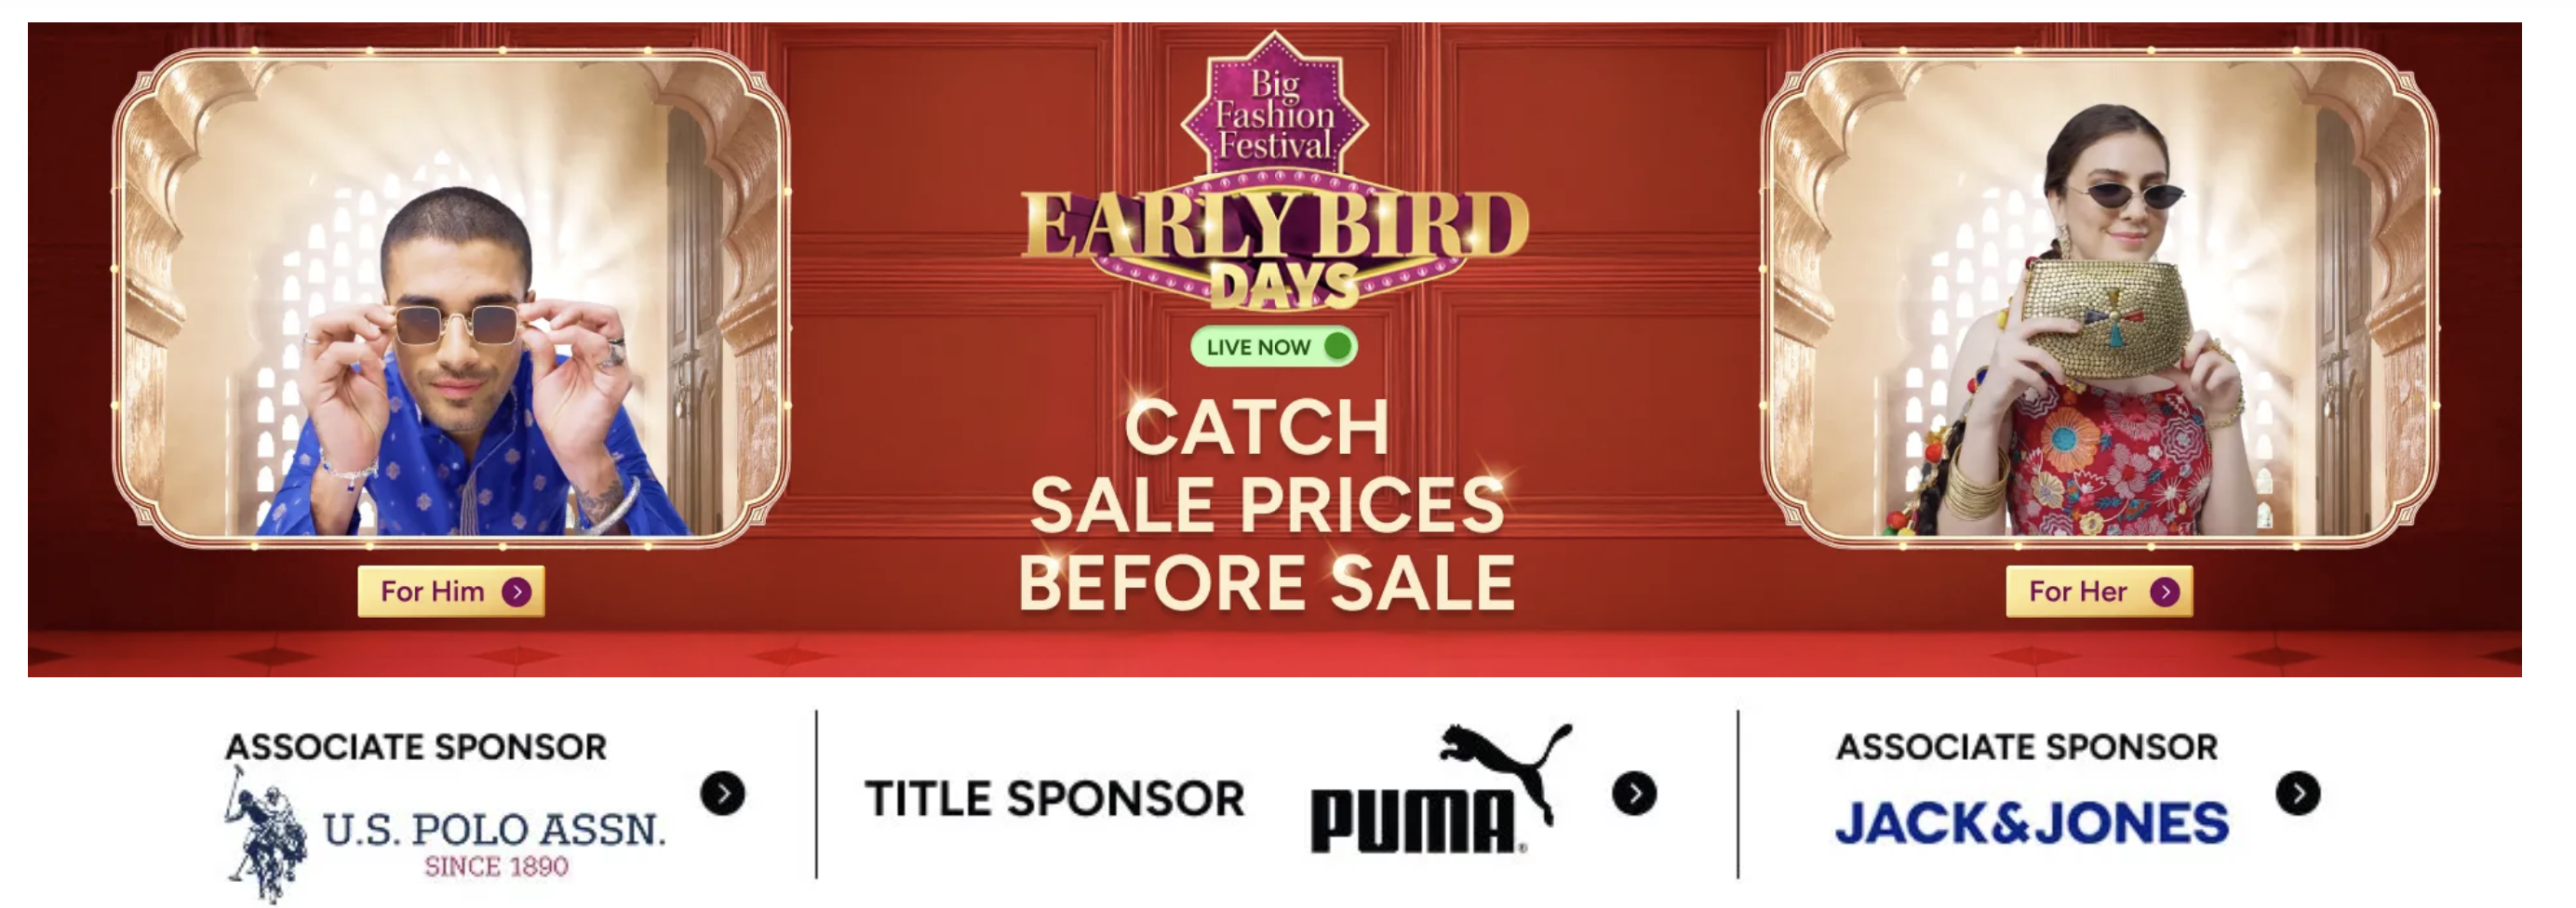 Big
Fashion
Festival
EARLY BIRD
DAYS
LIVE NOW
CATCH
SALE PRICES
BEFORE SALE
For Him
For Her
ASSOCIATE SPONSOR
U.S. POLO ASSN.
SINCE 1890
TITLE SPONSOR
PUMA
ASSOCIATE SPONSOR
JACK&JONES